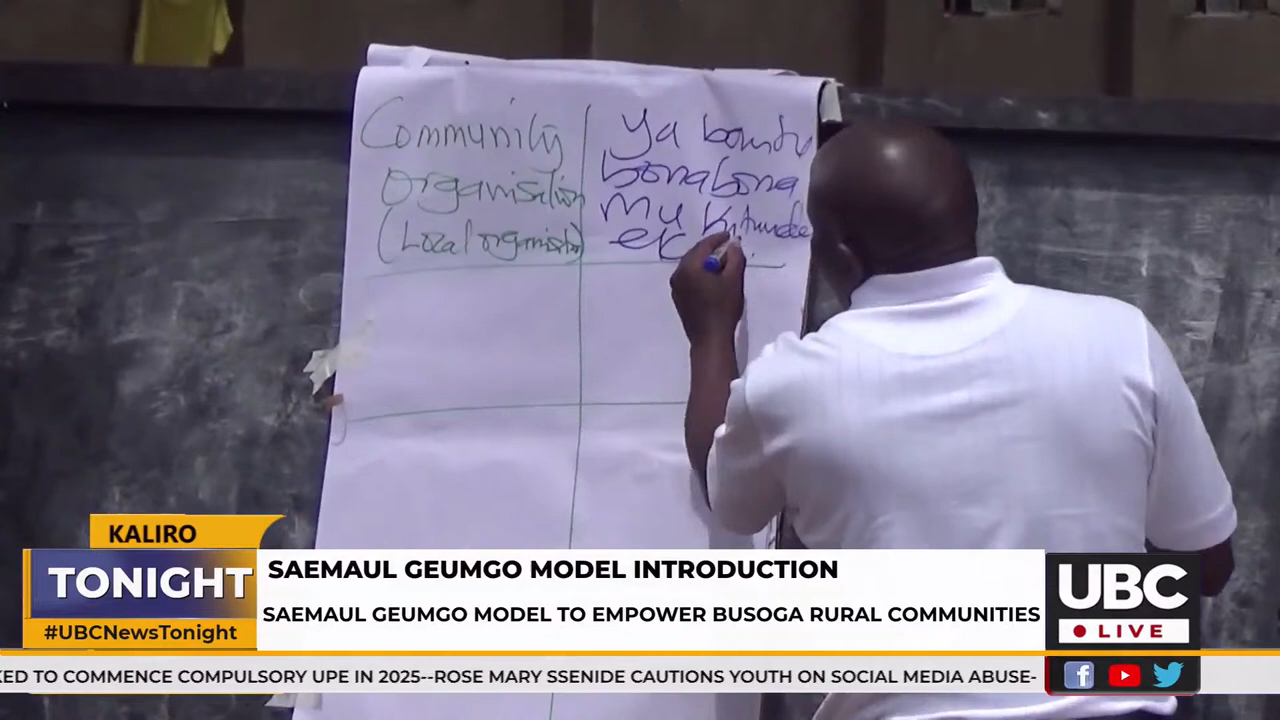 Community
organisation
(Local organisation)
Ya bantu
bonabona
mu
KALIRO
TONIGHT
#UBCNewsTonight
SAEMAUL GEUMGO MODEL INTRODUCTION
SAEMAUL GEUMGO MODEL TO EMPOWER BUSOGA RURAL COMMUNITIES
UBC
LIVE
KED TO COMMENCE COMPULSORY UPE IN 2025--ROSE MARY SSENIDE CAUTIONS YOUTH ON SOCIAL MEDIA ABUSE-